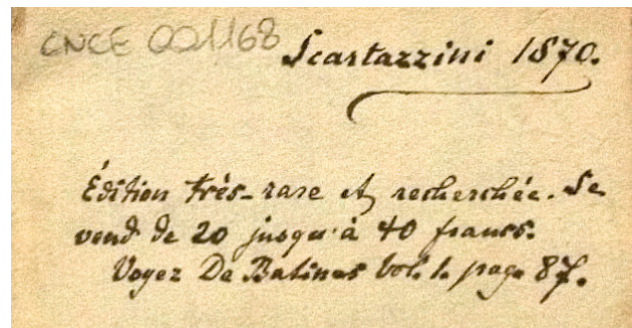 CNCE 001168
Scartazzini 1870.
Édition très-rare et recherchée. Se
vend de 20 jusqu'à 40 francs.
Voyez De Batines Vol. 1. page 87.